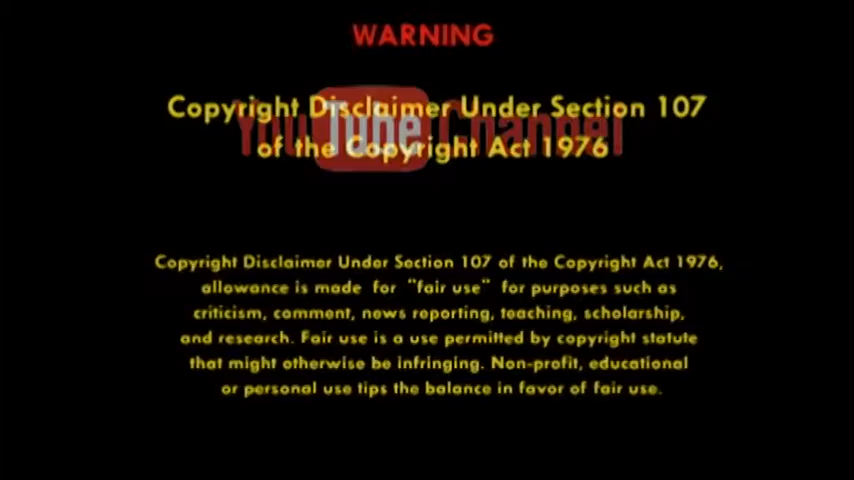 WARNING
Copyright Disclaimer Under Section 107
YouTube Channel
of the Copyright Act 1976
Copyright Disclaimer Under Section 107 of the Copyright Act 1976,
allowance is made for "fair use" for purposes such as
criticism, comment, news reporting, teaching, scholarship,
and research. Fair use is a use permitted by copyright statute
that might otherwise be infringing. Non-profit, educational
or personal use tips the balance in favor of fair use.